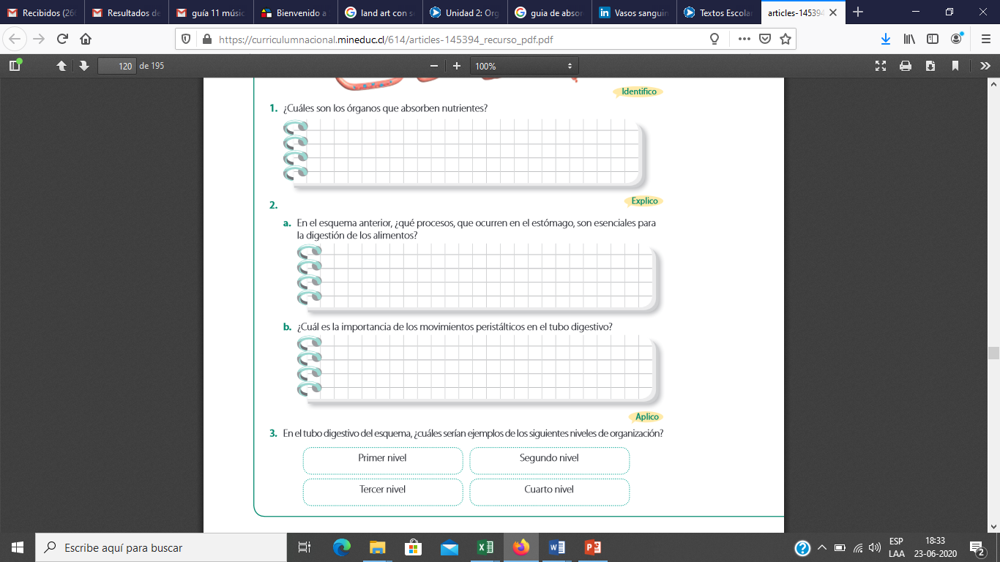 Recibidos (26
Resultados de
guía 11 músic
Bienvenido a
land art con s
Unidad 2: Org
guia de absor
Vasos sanguin
Textos Escolar
articles-145394
https://curriculumnacional.mineduc.cl/614/articles-145394_recurso_pdf.pdf
120 de 195
100%
Identifico
1. ¿Cuáles son los órganos que absorben nutrientes?
Explico
2.
a. En el esquema anterior, ¿qué procesos, que ocurren en el estómago, son esenciales para
la digestión de los alimentos?
b. ¿Cuál es la importancia de los movimientos peristálticos en el tubo digestivo?
Aplico
3. En el tubo digestivo del esquema, ¿cuáles serían ejemplos de los siguientes niveles de organización?
Primer nivel
Segundo nivel
Tercer nivel
Cuarto nivel
Escribe aquí para buscar
ESP
LAA
18:33
23-06-2020
2